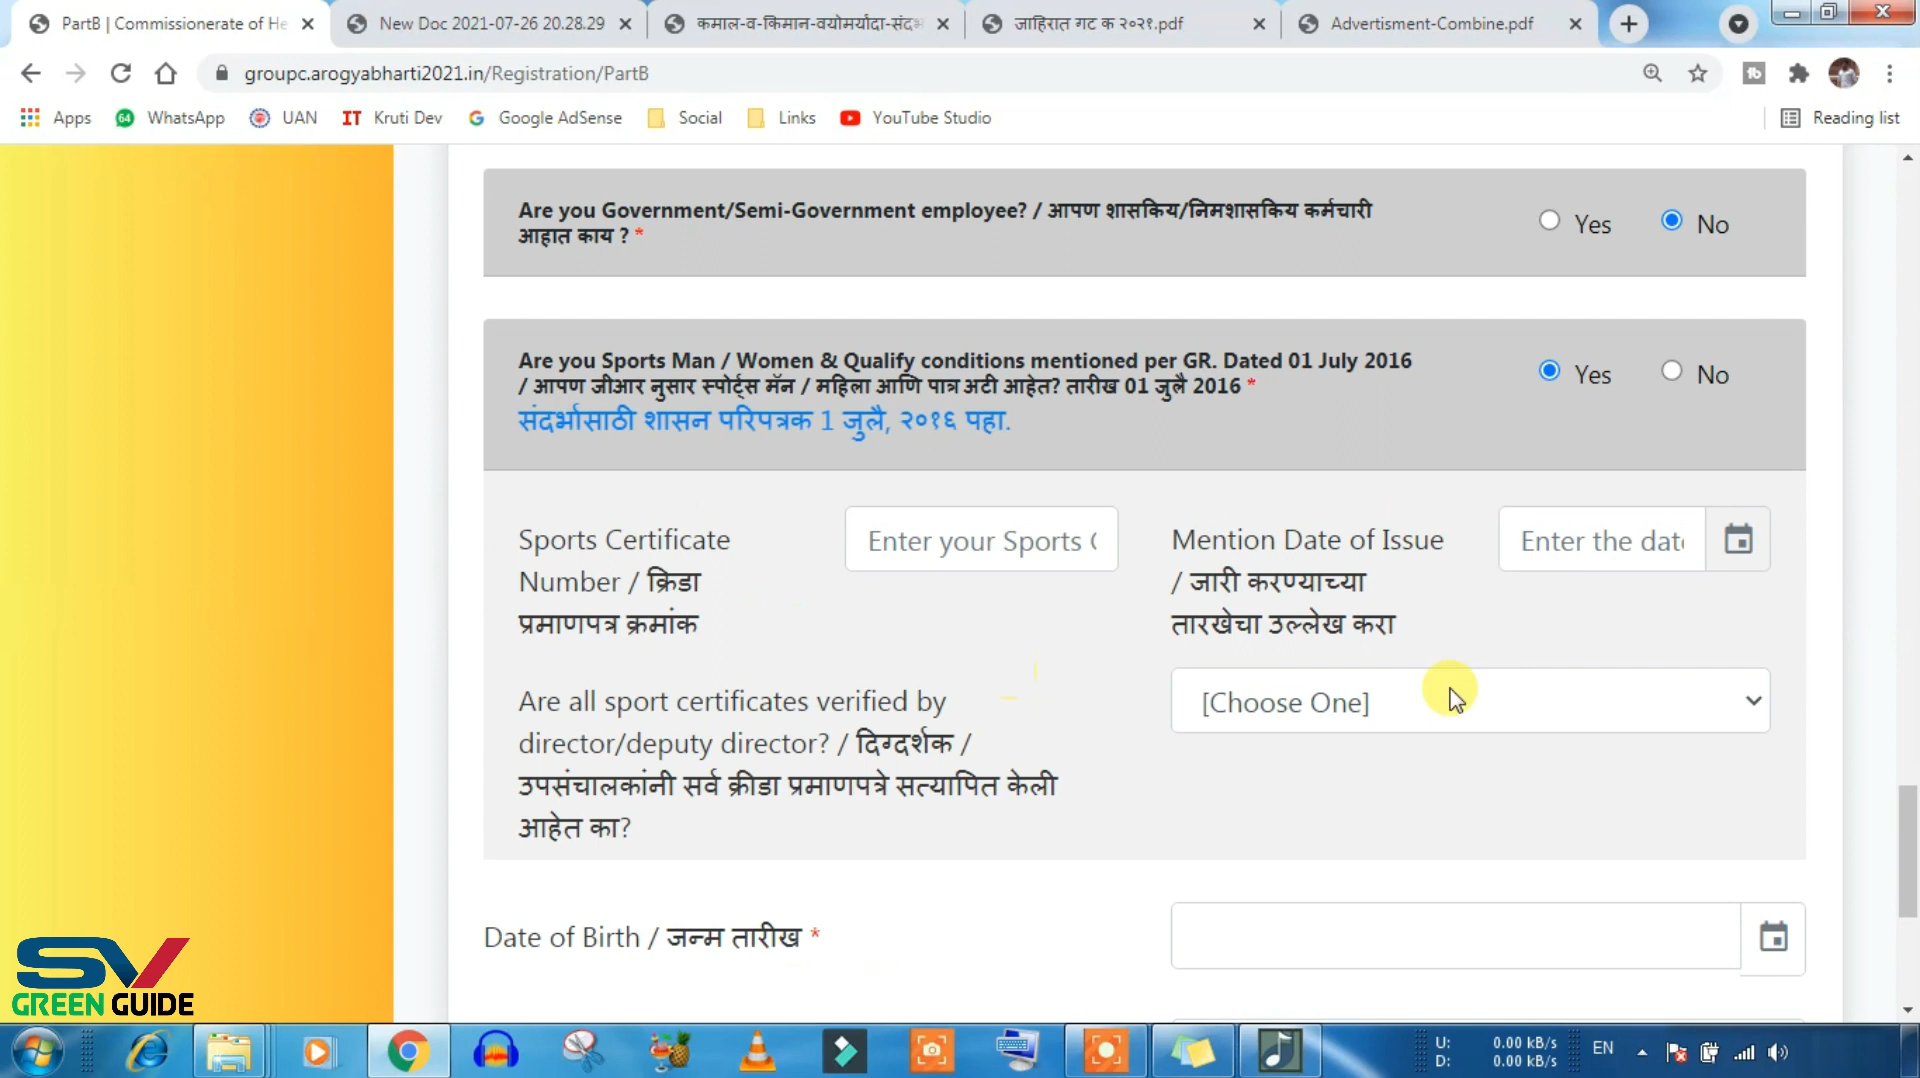 PartB | Commissionerate of He
New Doc 2021-07-26 20.28.29
कमाल-व-किमान-वयोमर्यादा-संदर्भ
जाहिरात गट क २०२१.pdf
Advertisment-Combine.pdf
groupc.arogyabharti2021.in/Registration/PartB
Apps
64
WhatsApp
UAN
IT
Kruti Dev
Google AdSense
Social
Links
YouTube Studio
Reading list
Are you Government/Semi-Government employee? / आपण शासकिय/निमशासकिय कर्मचारी
आहात काय ? *
Yes
No
Are you Sports Man / Women & Qualify conditions mentioned per GR. Dated 01 July 2016
/ आपण जीआर नुसार स्पोर्ट्स मॅन / महिला आणि पात्र अटी आहेत? तारीख 01 जुलै 2016 *
संदर्भासाठी शासन परिपत्रक 1 जुलै, २०१६ पहा.
Yes
No
Sports Certificate
Number / क्रिडा
प्रमाणपत्र क्रमांक
Enter your Sports C
Mention Date of Issue
/ जारी करण्याच्या
तारखेचा उल्लेख करा
Enter the date
Are all sport certificates verified by
director/deputy director? / दिग्दर्शक /
उपसंचालकांनी सर्व क्रीडा प्रमाणपत्रे सत्यापित केली
आहेत का?
[Choose One]
Date of Birth / जन्म तारीख *
SV
GREEN GUIDE
U: 0.00 kB/s
D: 0.00 kB/s
EN